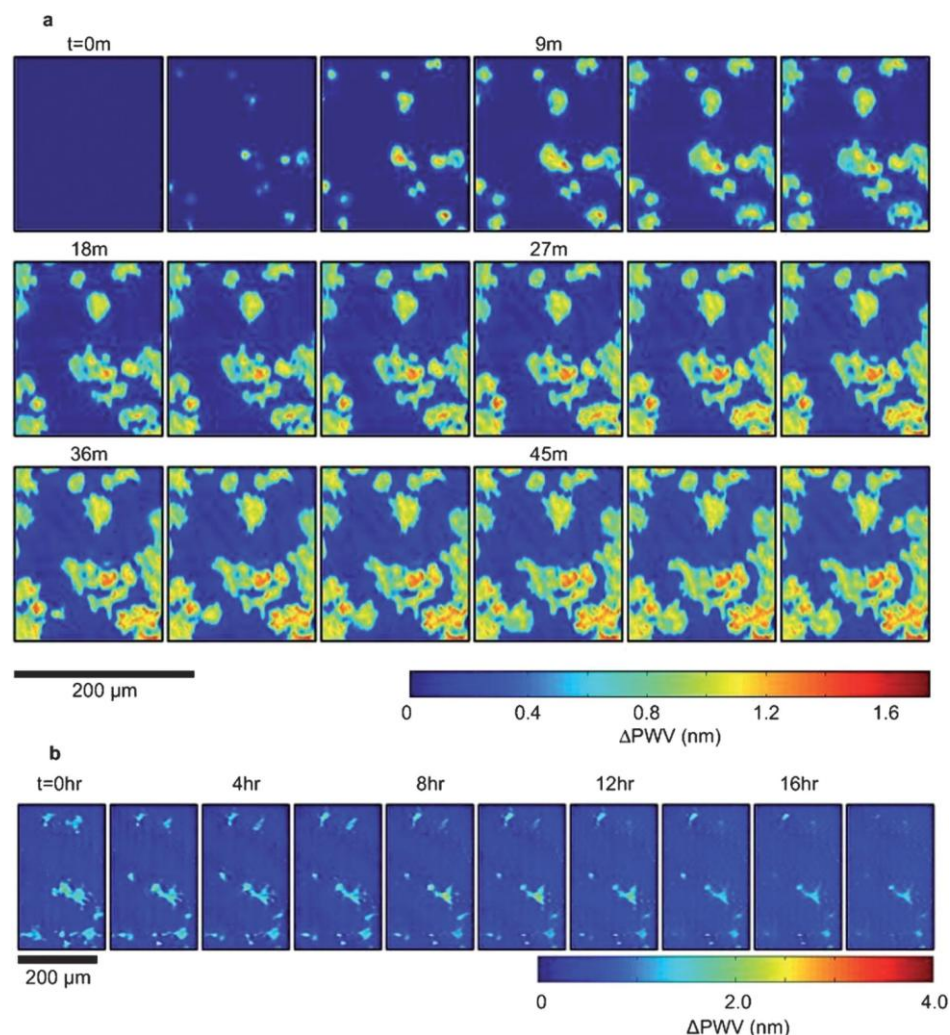 a
t=0m 9m
18m 27m
36m 45m
200 µm
0 0.4 0.8 1.2 1.6
ΔPWV (nm)
b
t=0hr 4hr 8hr 12hr 16hr
200 µm
0 2.0 4.0
ΔPWV (nm)